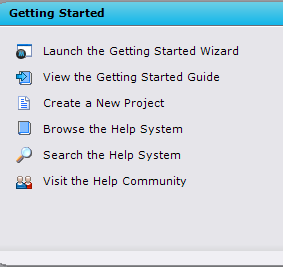 Getting Started
Launch the Getting Started Wizard
View the Getting Started Guide
Create a New Project
Browse the Help System
Search the Help System
Visit the Help Community